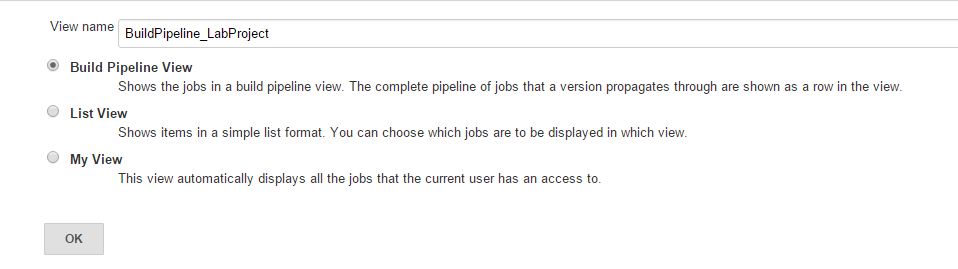 View name BuildPipeline_LabProject
Build Pipeline View
Shows the jobs in a build pipeline view. The complete pipeline of jobs that a version propagates through are shown as a row in the view.
List View
Shows items in a simple list format. You can choose which jobs are to be displayed in which view.
My View
This view automatically displays all the jobs that the current user has an access to.
OK